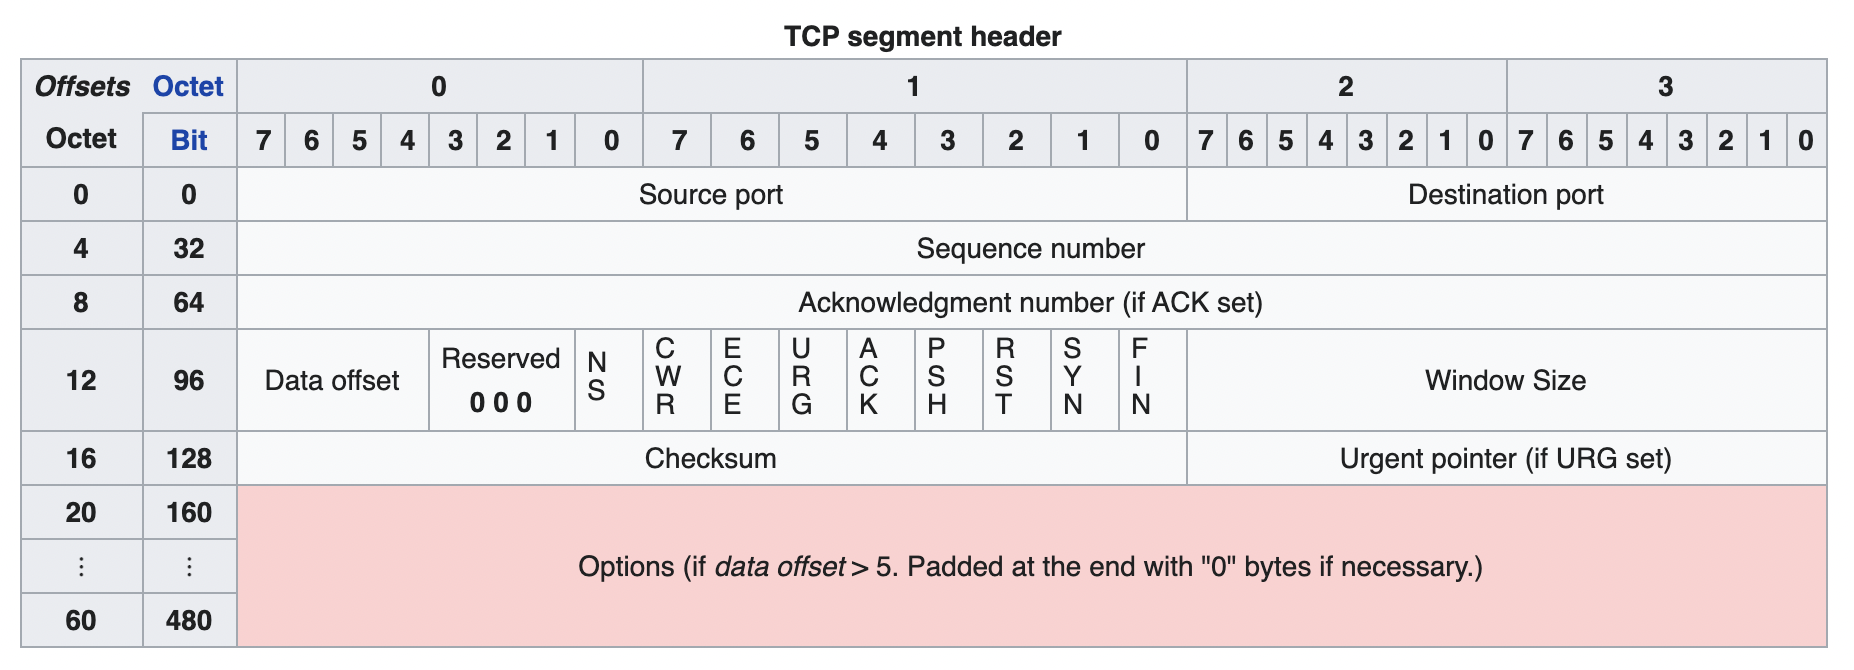 TCP segment header
Offsets Octet 0 1 2 3
Octet Bit 7 6 5 4 3 2 1 0 7 6 5 4 3 2 1 0 7 6 5 4 3 2 1 0 7 6 5 4 3 2 1 0
0 0 Source port Destination port
4 32 Sequence number
8 64 Acknowledgment number (if ACK set)
12 96 Data offset Reserved 0 0 0 NS CWR ECE URG ACK PSH RST SYN FIN Window Size
16 128 Checksum Urgent pointer (if URG set)
20 160
⋮ ⋮ Options (if data offset > 5. Padded at the end with "0" bytes if necessary.)
60 480